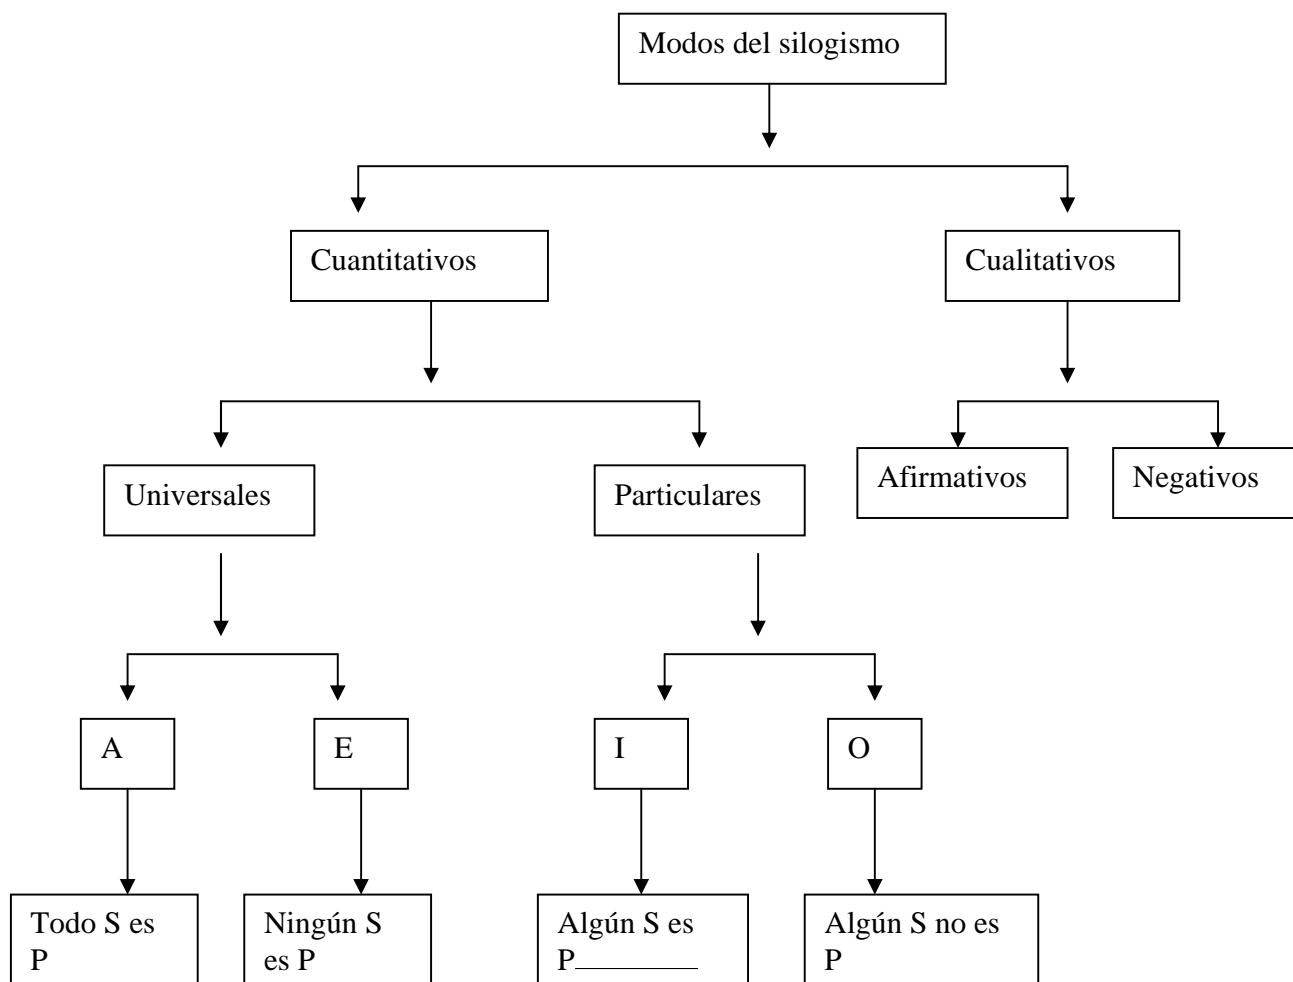 Modos del silogismo
Cuantitativos
Cualitativos
Universales
Particulares
Afirmativos
Negativos
A
E
I
O
Todo S es
P
Ningún S
es P
Algún S es
P
Algún S no es
P